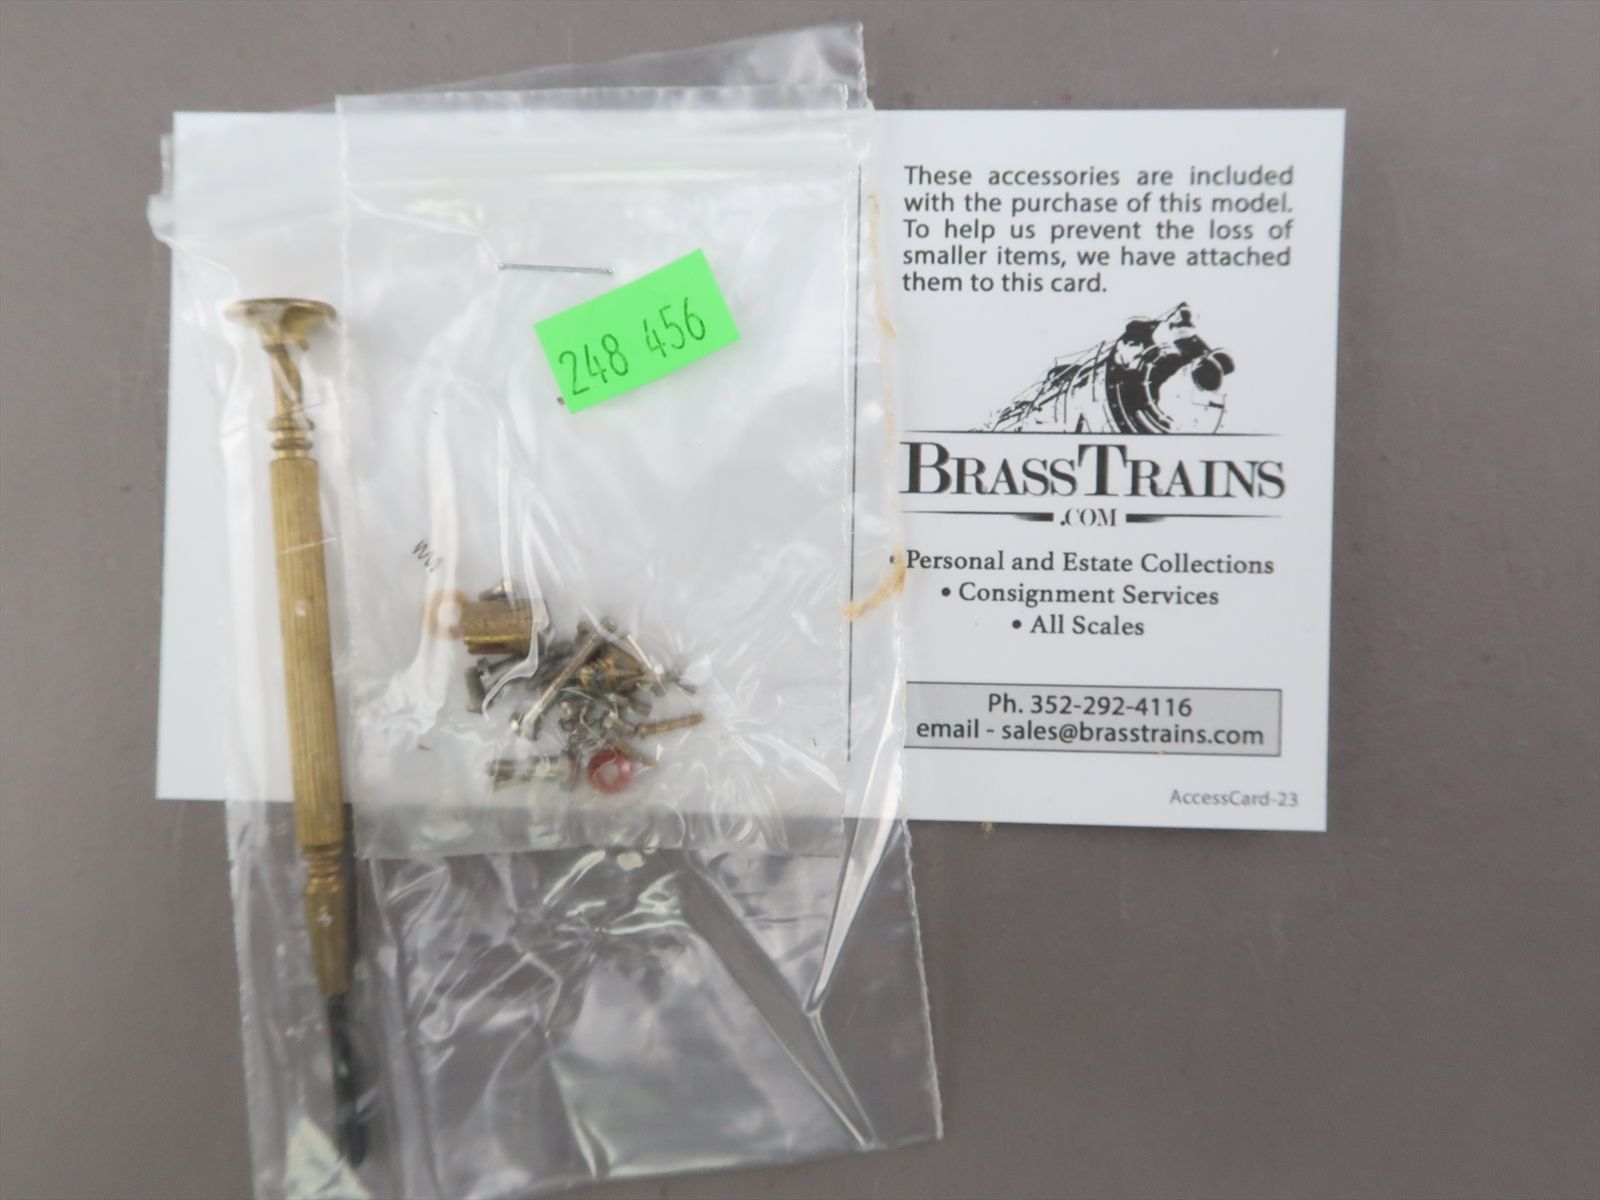 These accessories are included
with the purchase of this model.
To help us prevent the loss of
smaller items, we have attached
them to this card.
248 456
BRASSTRAINS
.COM
• Personal and Estate Collections
• Consignment Services
• All Scales
Ph. 352-292-4116
email - sales@brasstrains.com
AccessCard-23